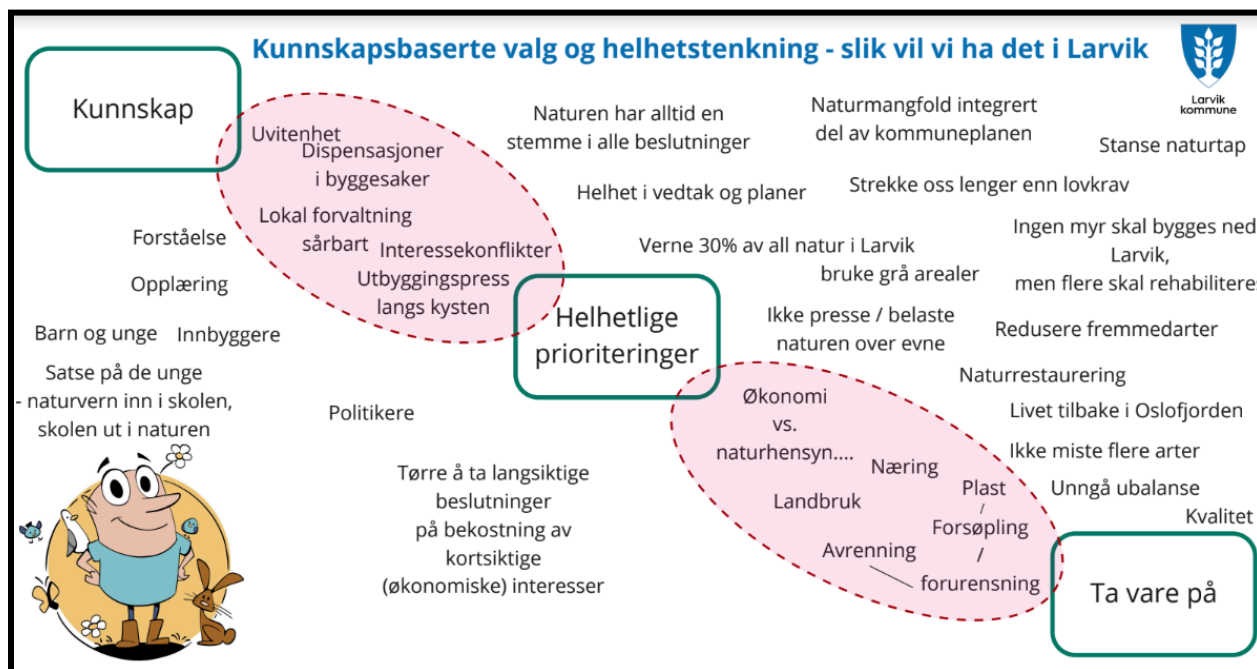 Kunnskapsbaserte valg og helhetstenkning - slik vil vi ha det i Larvik
Larvik
kommune
Kunnskap
Uvitenhet
Dispensasjoner
i byggesaker
Lokal forvaltning
sårbart
Interessekonflikter
Utbyggingspress
langs kysten
Naturen har alltid en
stemme i alle beslutninger
Naturmangfold integrert
del av kommuneplanen
Stanse naturtap
Helhet i vedtak og planer
Strekke oss lenger enn lovkrav
Forståelse
Opplæring
Verne 30% av all natur i Larvik
bruke grå arealer
Ingen myr skal bygges ned
Larvik,
men flere skal rehabilitere
Barn og unge
Innbyggere
Helhetlige
prioriteringer
Ikke presse / belaste
naturen over evne
Redusere fremmedarter
Satse på de unge
- naturvern inn i skolen,
skolen ut i naturen
Politikere
Naturrestaurering
Livet tilbake i Oslofjorden
Ikke miste flere arter
Unngå ubalanse
Kvalitet
Tørre å ta langsiktige
beslutninger
på bekostning av
kortsiktige
(økonomiske) interesser
Økonomi
vs.
naturhensyn....
Næring
Landbruk
Plast
/
Forsøpling
/
Avrenning
forurensning
Ta vare på